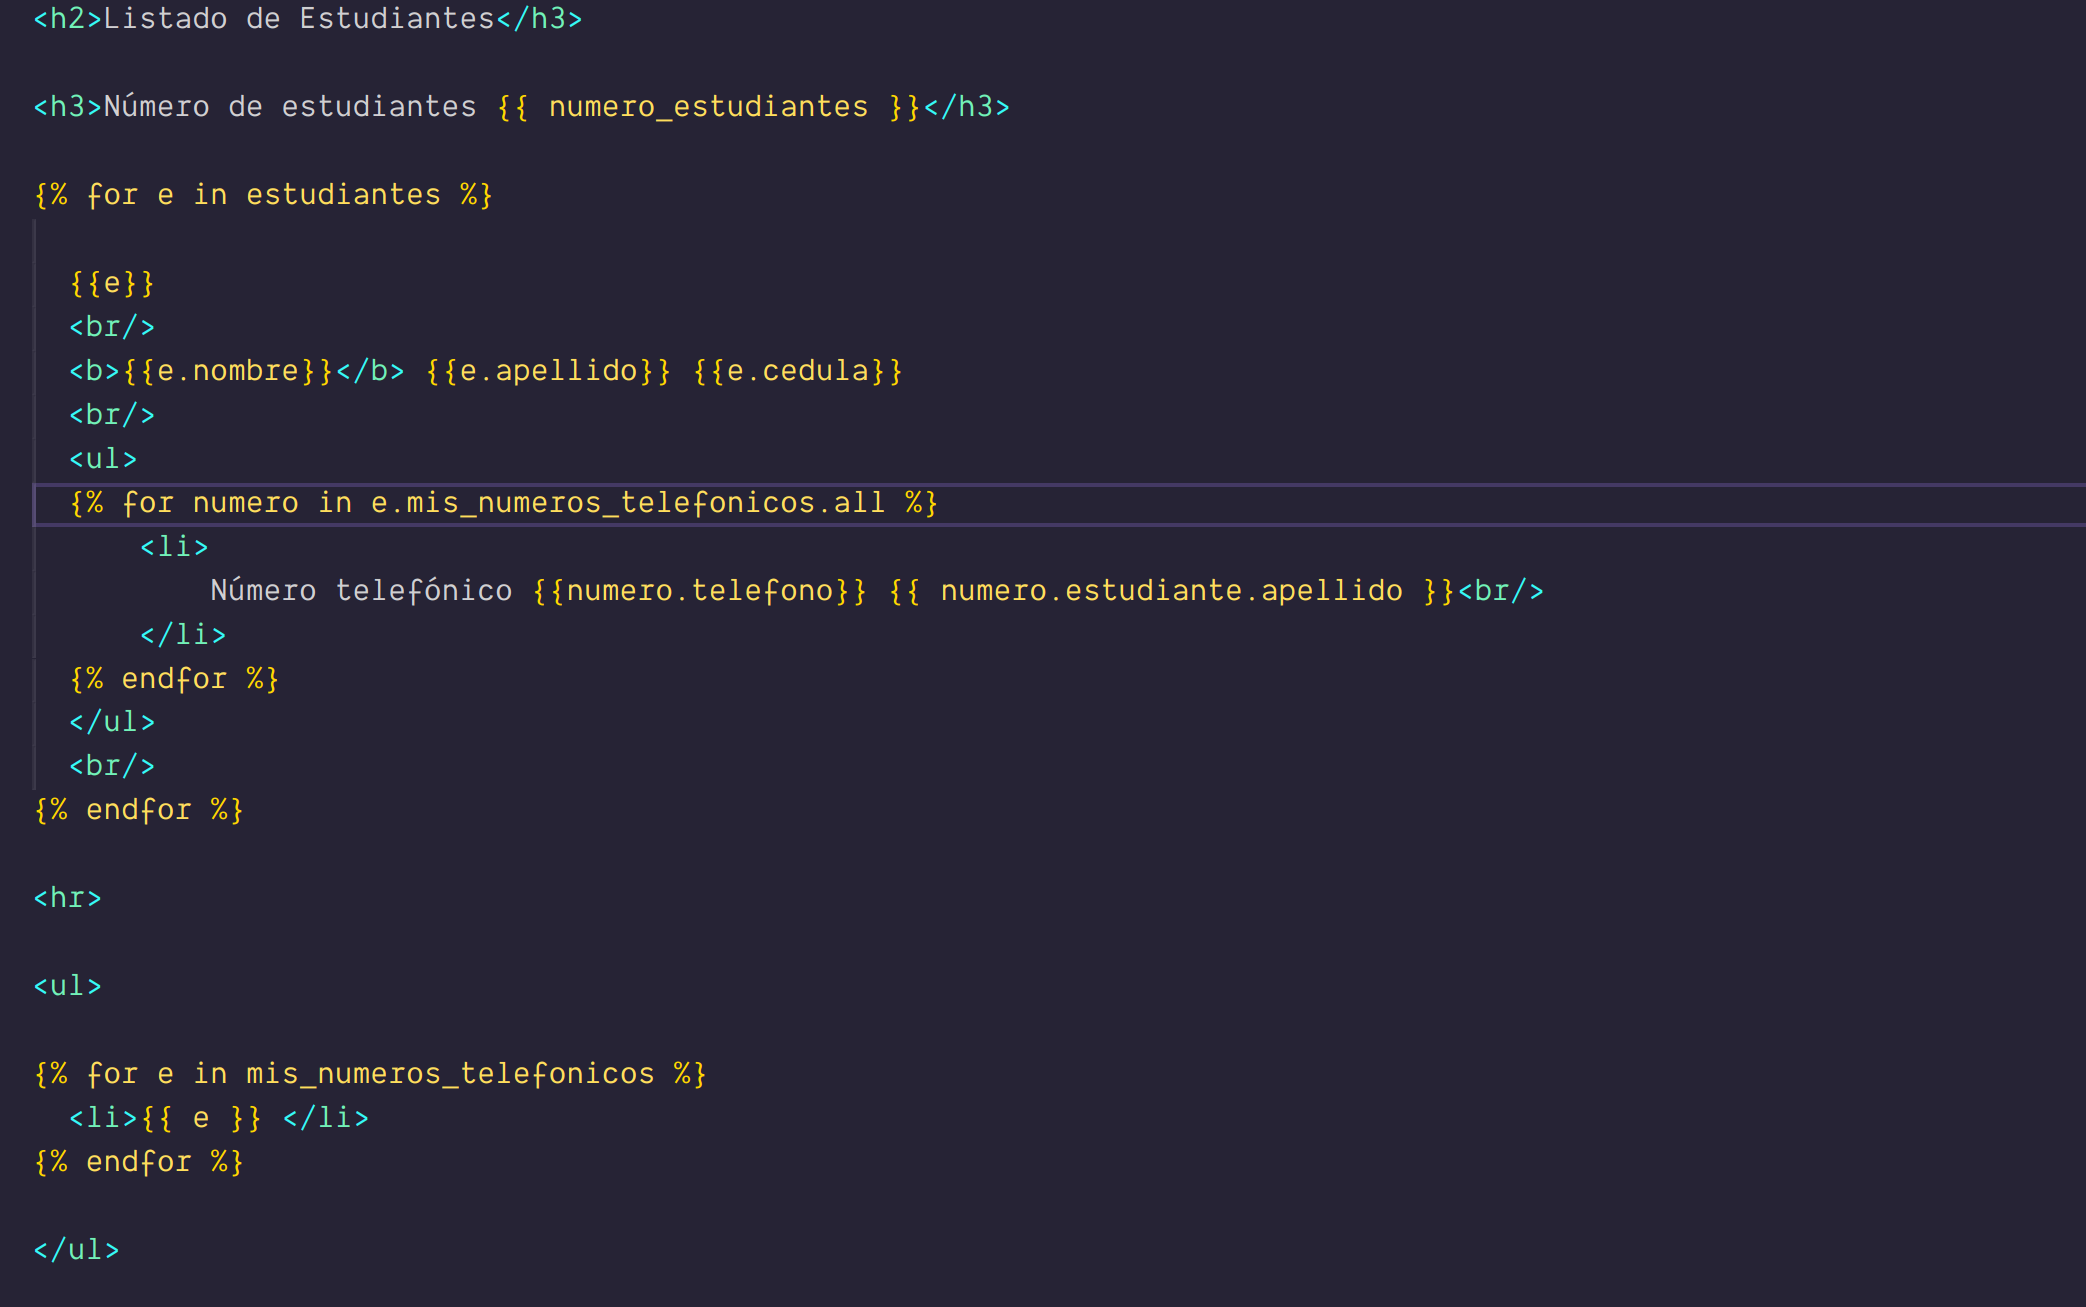 <h2>Listado de Estudiantes</h3>
<h3>Número de estudiantes {{ numero_estudiantes }}</h3>
{% for e in estudiantes %}
{{e}}
<br/>
<b>{{e.nombre}}</b> {{e.apellido}} {{e.cedula}}
<br/>
<ul>
{% for numero in e.mis_numeros_telefonicos.all %}
<li>
Número telefónico {{numero.telefono}} {{ numero.estudiante.apellido }}<br/>
</li>
{% endfor %}
</ul>
<br/>
{% endfor %}
<hr>
<ul>
{% for e in mis_numeros_telefonicos %}
<li>{{ e }} </li>
{% endfor %}
</ul>